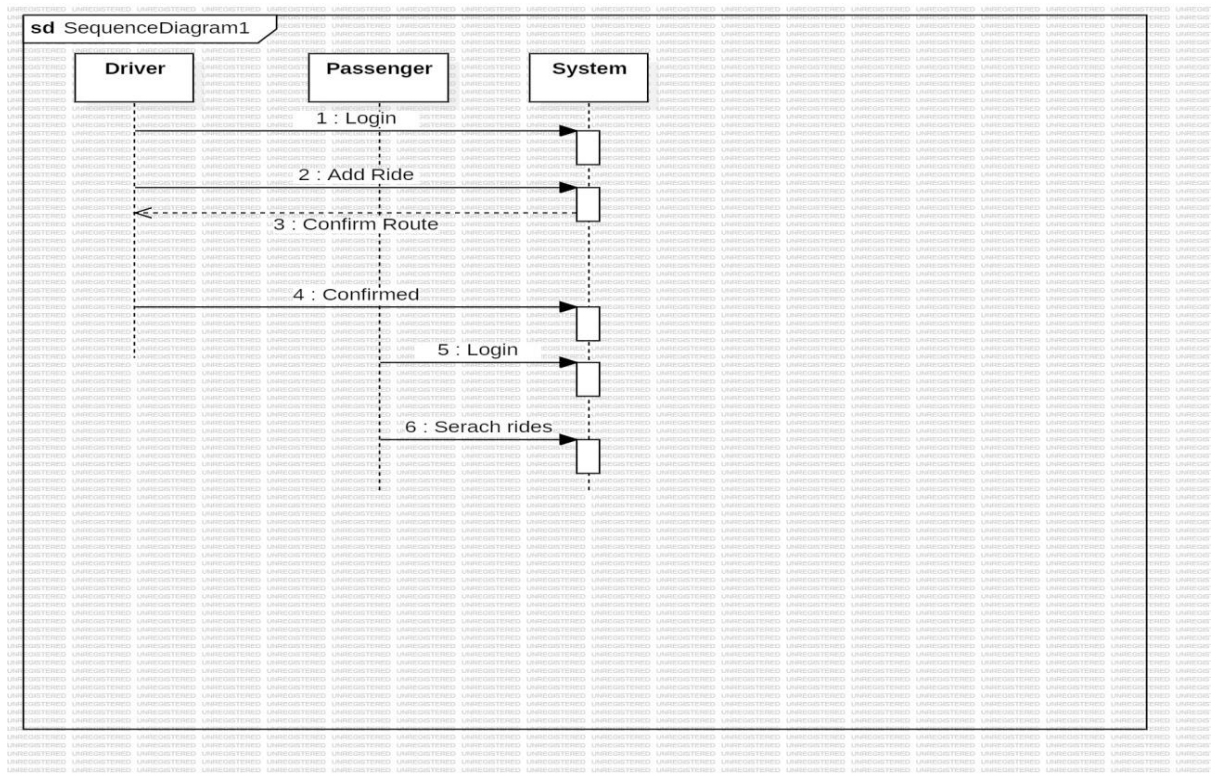 sd SequenceDiagram1
Driver
Passenger
System
1 : Login
2 : Add Ride
3 : Confirm Route
4 : Confirmed
5 : Login
6 : Serach rides
UNREGISTERED